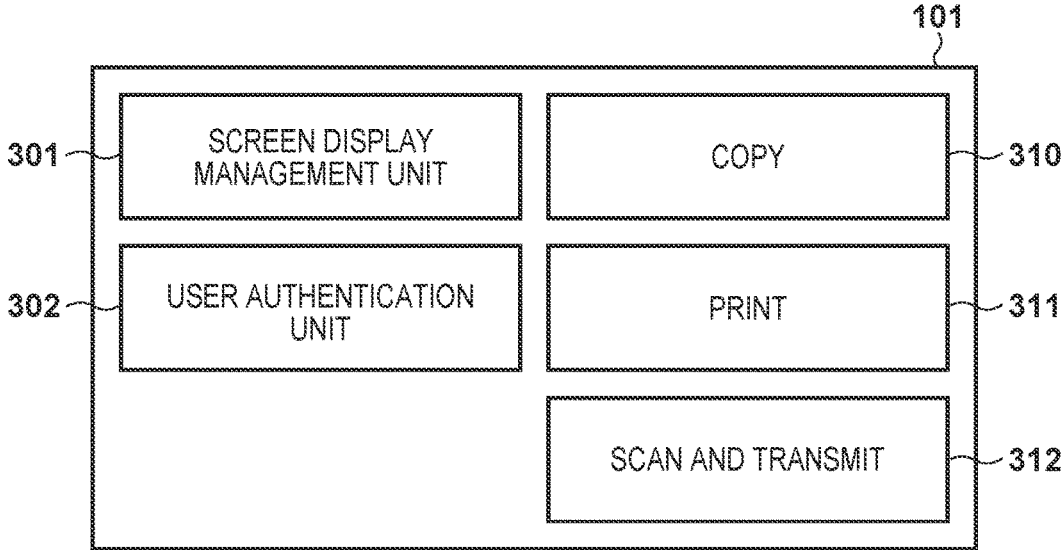 101
301
SCREEN DISPLAY
MANAGEMENT UNIT
COPY
310
302
USER AUTHENTICATION
UNIT
PRINT
311
SCAN AND TRANSMIT
312